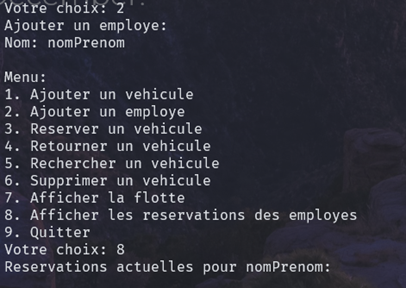 Votre choix: 2
Ajouter un employe:
Nom: nomPrenom
Menu:
1. Ajouter un vehicule
2. Ajouter un employe
3. Reserver un vehicule
4. Retourner un vehicule
5. Rechercher un vehicule
6. Supprimer un vehicule
7. Afficher la flotte
8. Afficher les reservations des employes
9. Quitter
Votre choix: 8
Reservations actuelles pour nomPrenom: